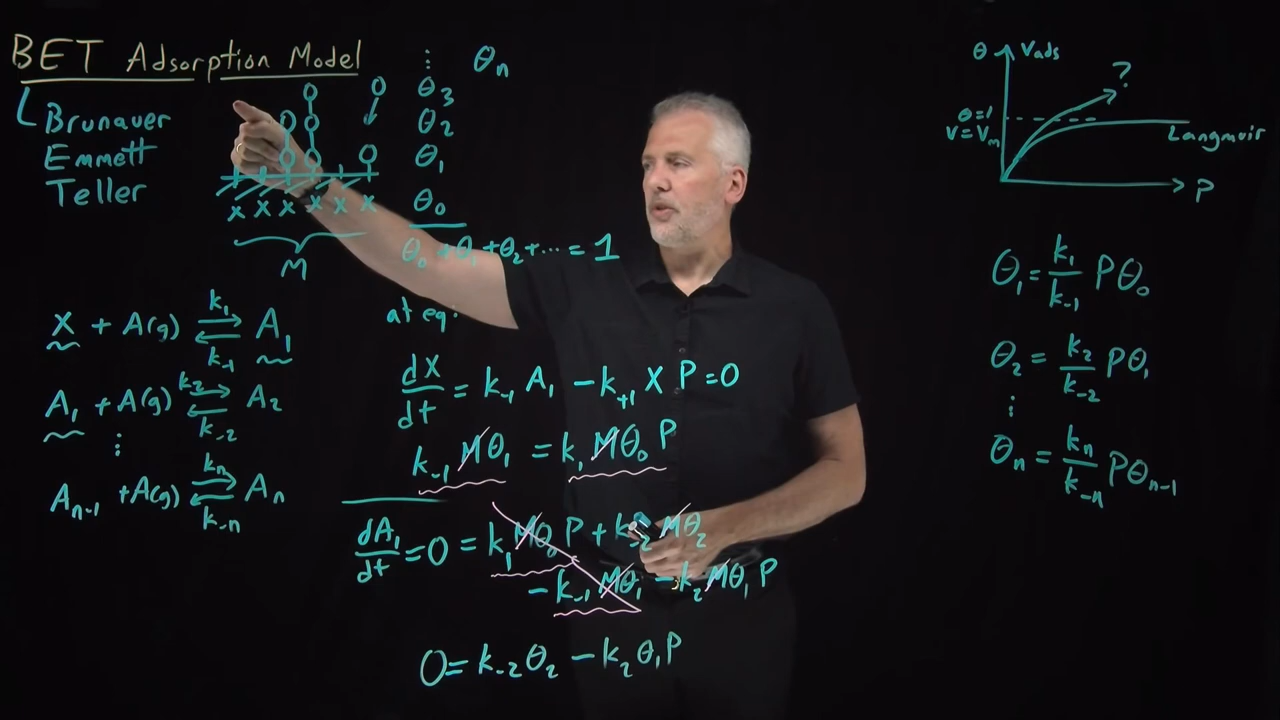 BET Adsorption Model
Brunauer
Emmett
Teller
⋮ θn
θ3
θ2
θ1
θ0
x x x x x x
M
θ0 + θ1 + θ2 + ⋯ = 1
x + A(g) ⇌ A1
k1
k-1
A1 + A(g) ⇌ A2
k2
k-2
⋮
An-1 + A(g) ⇌ An
kn
k-n
at eq.
dX/dt = k-1 A1 − k+1 X P = 0
k-1 Mθ1 = k1 Mθ0 P
dA1/dt = 0 = k1 Mθ0 P + k-2 Mθ2
− k-1 Mθ1 − k2 Mθ1 P
0 = k-2 θ2 − k2 θ1 P
θ Vads
?
θ=1
V=Vm
Langmuir
P
θ1 = k1/k-1 Pθ0
θ2 = k2/k-2 Pθ1
⋮
θn = kn/k-n Pθn-1